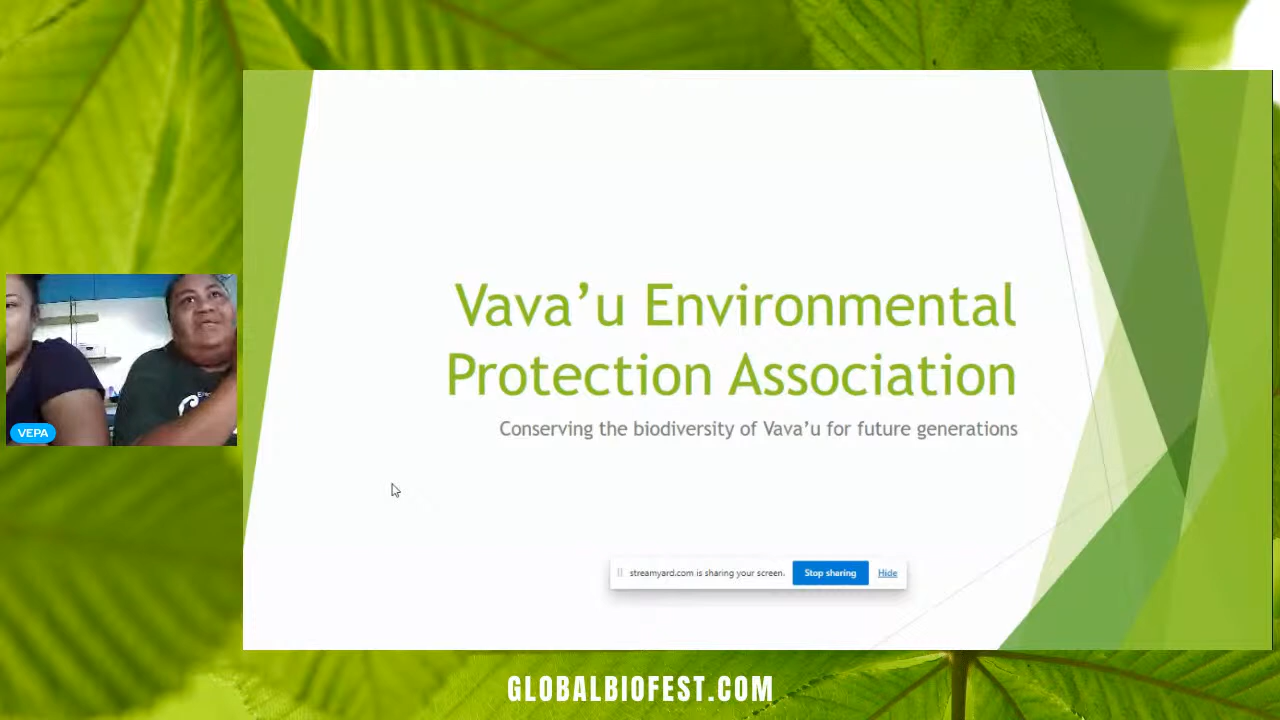 Vava’u Environmental
Protection Association
Conserving the biodiversity of Vava’u for future generations
VEPA
streamyard.com is sharing your screen.
Stop sharing
Hide
GLOBALBIOFEST.COM